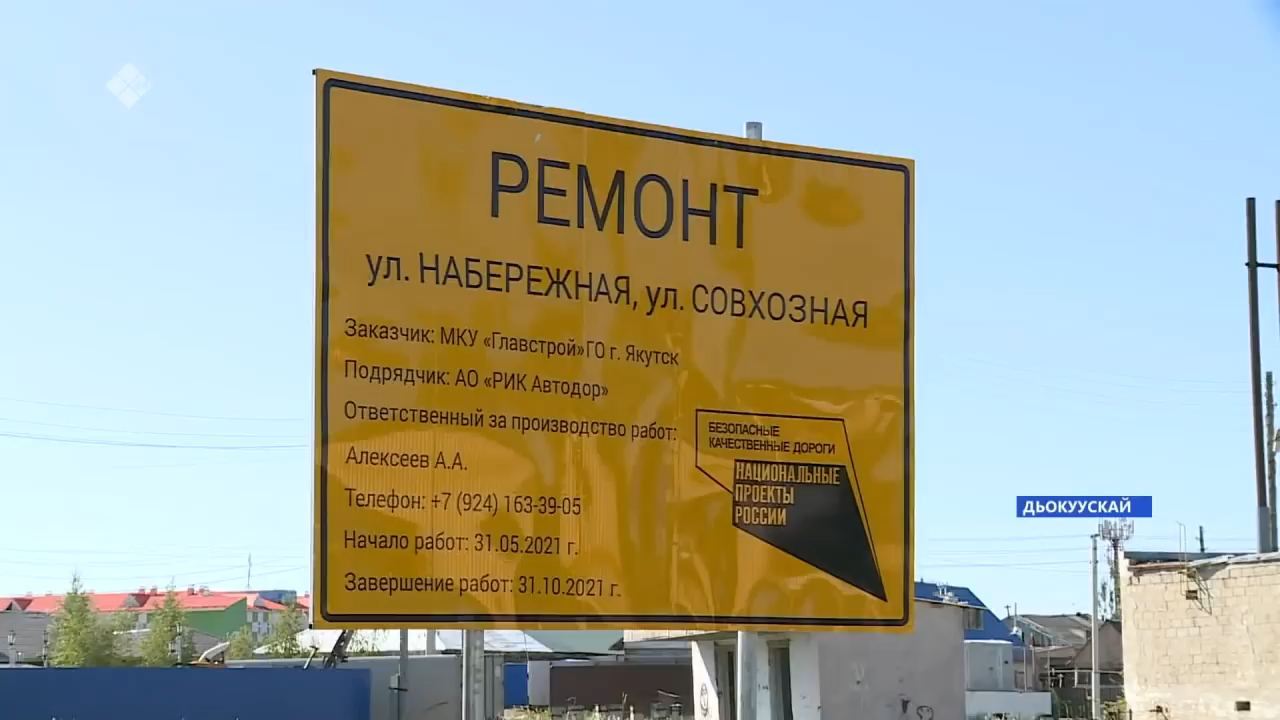 РЕМОНТ
ул. НАБЕРЕЖНАЯ, ул. СОВХОЗНАЯ
Заказчик: МКУ «Главстрой»ГО г. Якутск
Подрядчик: АО «РИК Автодор»
Ответственный за производство работ:
Алексеев А.А.
Телефон: +7 (924) 163-39-05
Начало работ: 31.05.2021 г.
Завершение работ: 31.10.2021 г.
БЕЗОПАСНЫЕ
КАЧЕСТВЕННЫЕ ДОРОГИ
НАЦИОНАЛЬНЫЕ
ПРОЕКТЫ
РОССИИ
ДЬОКУУСКАЙ